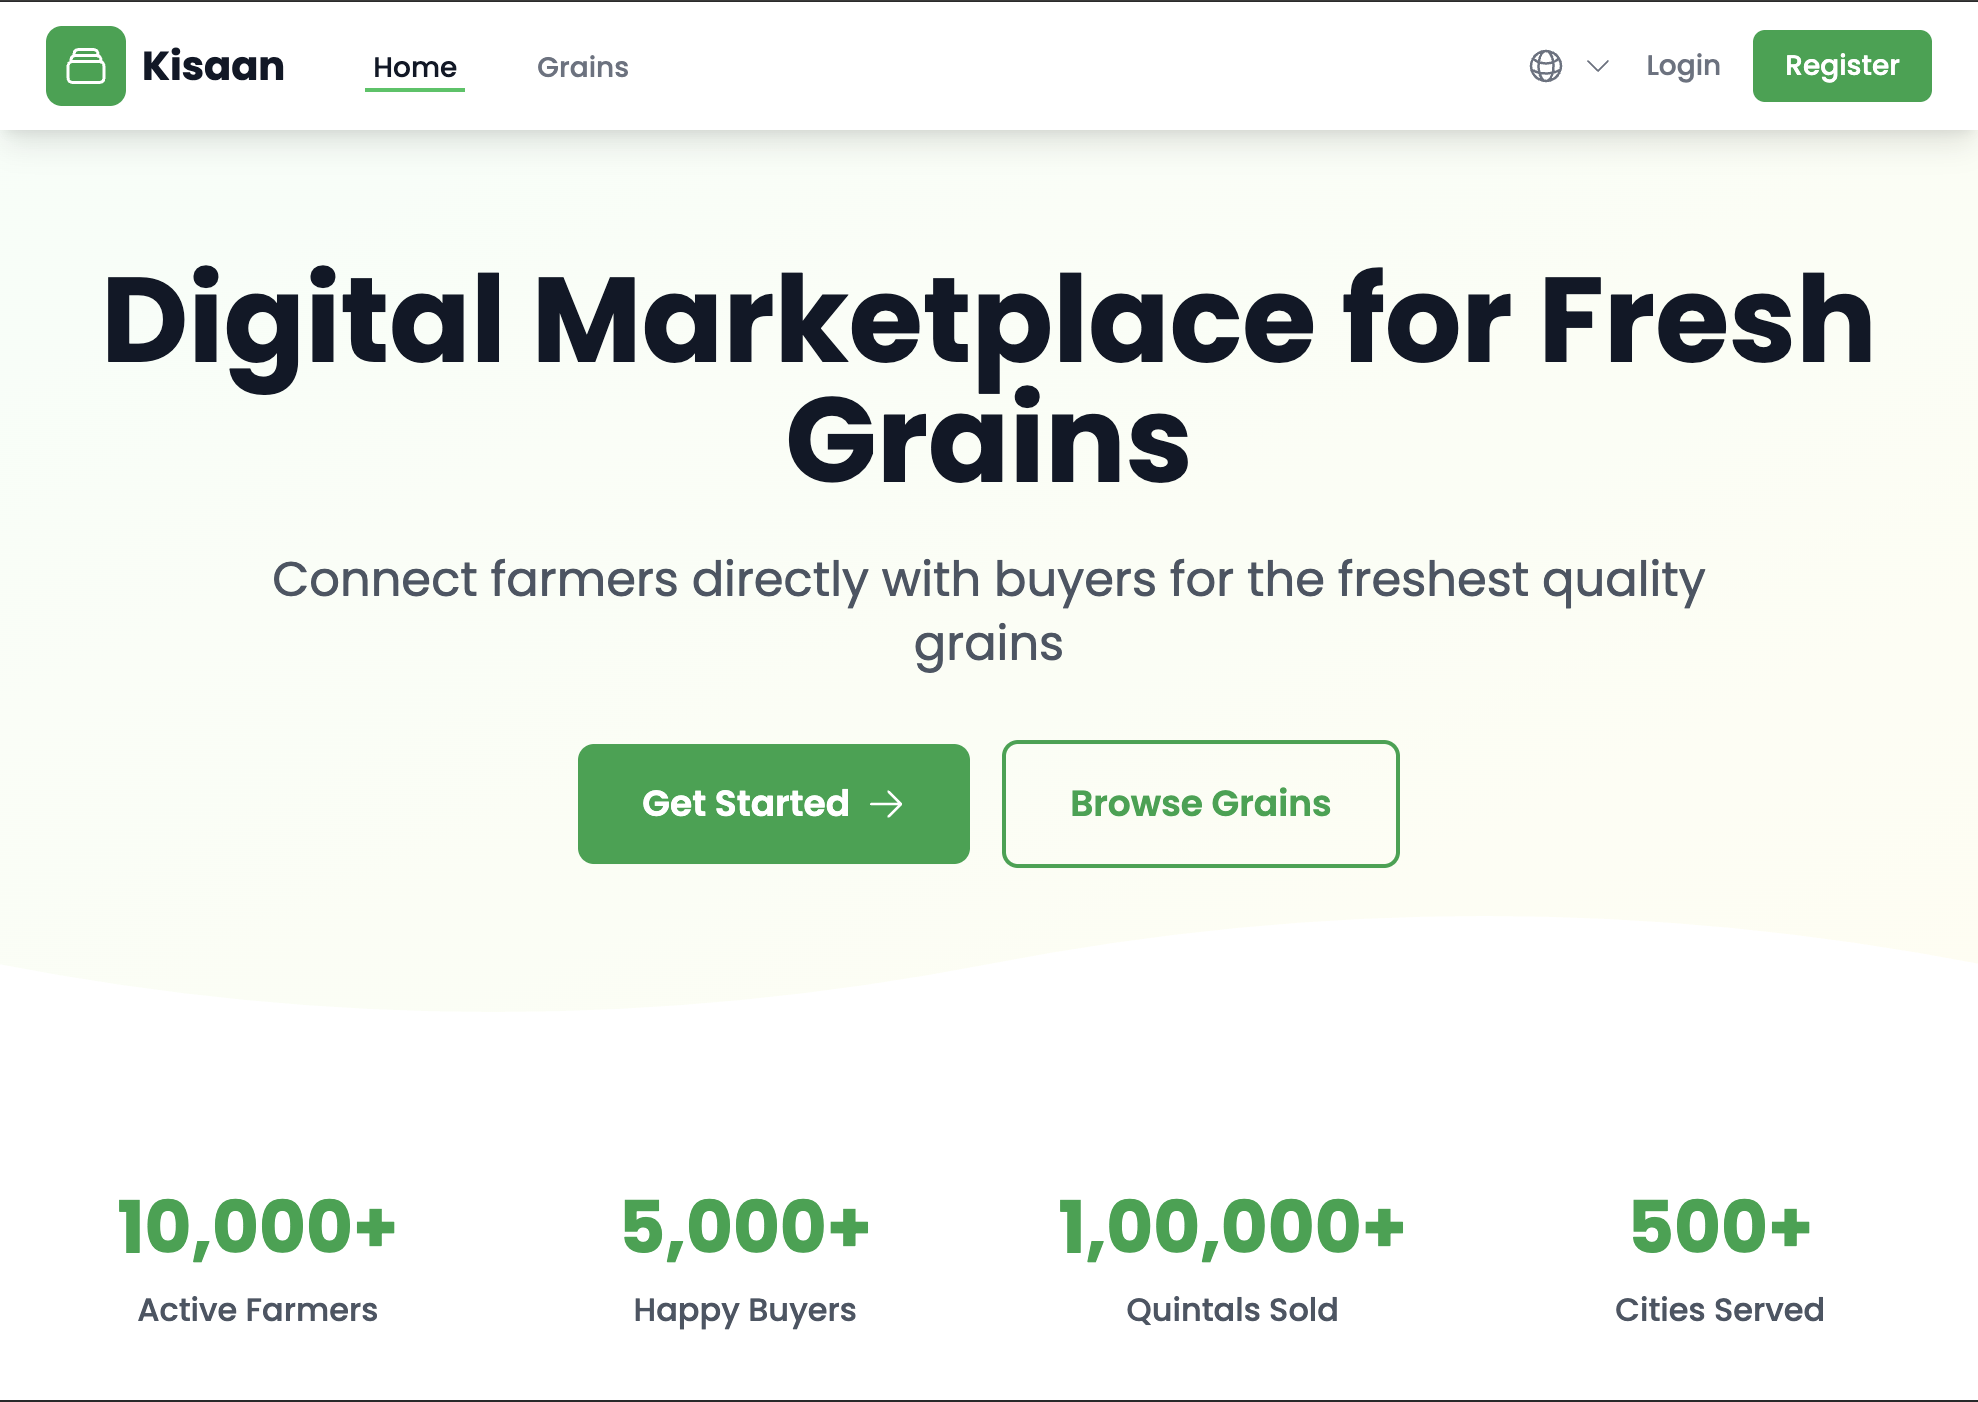 Kisaan
Home
Grains
Login
Register
Digital Marketplace for Fresh
Grains
Connect farmers directly with buyers for the freshest quality
grains
Get Started
Browse Grains
10,000+
Active Farmers
5,000+
Happy Buyers
1,00,000+
Quintals Sold
500+
Cities Served